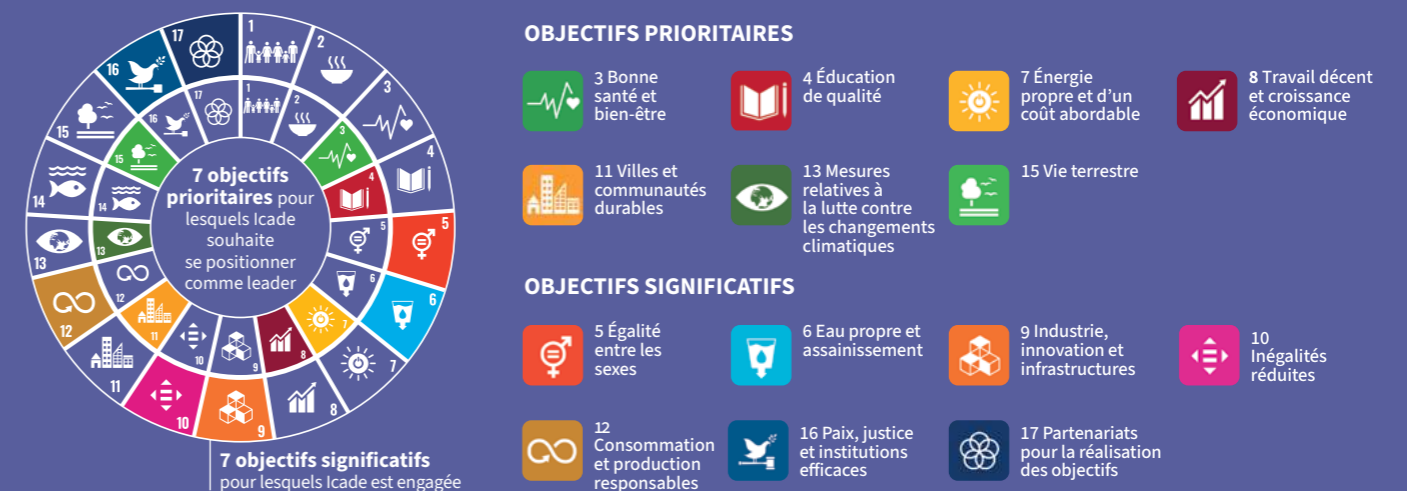 17
1
2
3
4
5
6
7
8
9
10
11
12
13
14
15
16
17
1
2
3
4
5
6
7
8
9
10
11
12
13
14
15
16
7 objectifs
prioritaires pour
lesquels Icade
souhaite
se positionner
comme leader
7 objectifs significatifs
pour lesquels Icade est engagée
OBJECTIFS PRIORITAIRES
3 Bonne
santé et
bien-être
4 Éducation
de qualité
7 Énergie
propre et d’un
coût abordable
8 Travail décent
et croissance
économique
11 Villes et
communautés
durables
13 Mesures
relatives à
la lutte contre
les changements
climatiques
15 Vie terrestre
OBJECTIFS SIGNIFICATIFS
5 Égalité
entre les
sexes
6 Eau propre et
assainissement
9 Industrie,
innovation et
infrastructures
10
Inégalités
réduites
12
Consommation
et production
responsables
16 Paix, justice
et institutions
efficaces
17 Partenariats
pour la réalisation
des objectifs